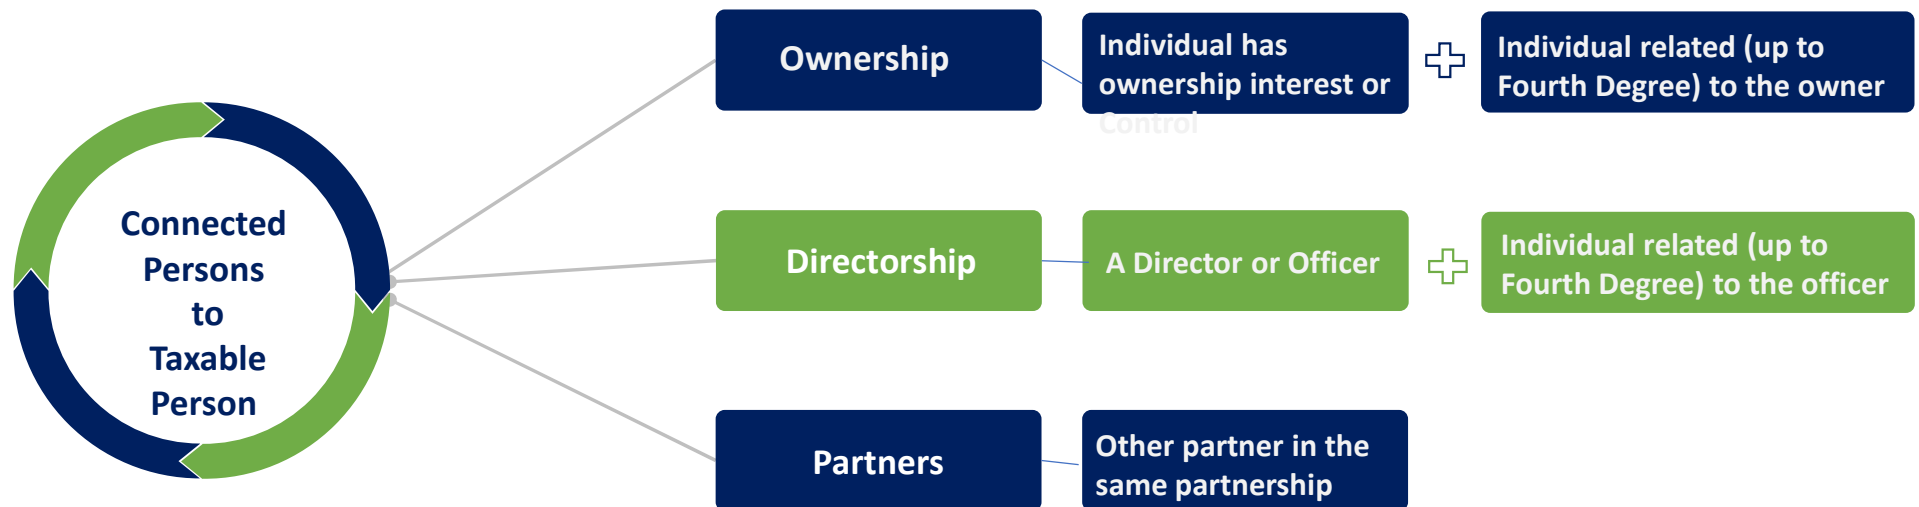 Connected
Persons
to
Taxable
Person
Ownership
Individual has
ownership interest or
Control
Individual related (up to
Fourth Degree) to the owner
Directorship
A Director or Officer
Individual related (up to
Fourth Degree) to the officer
Partners
Other partner in the
same partnership